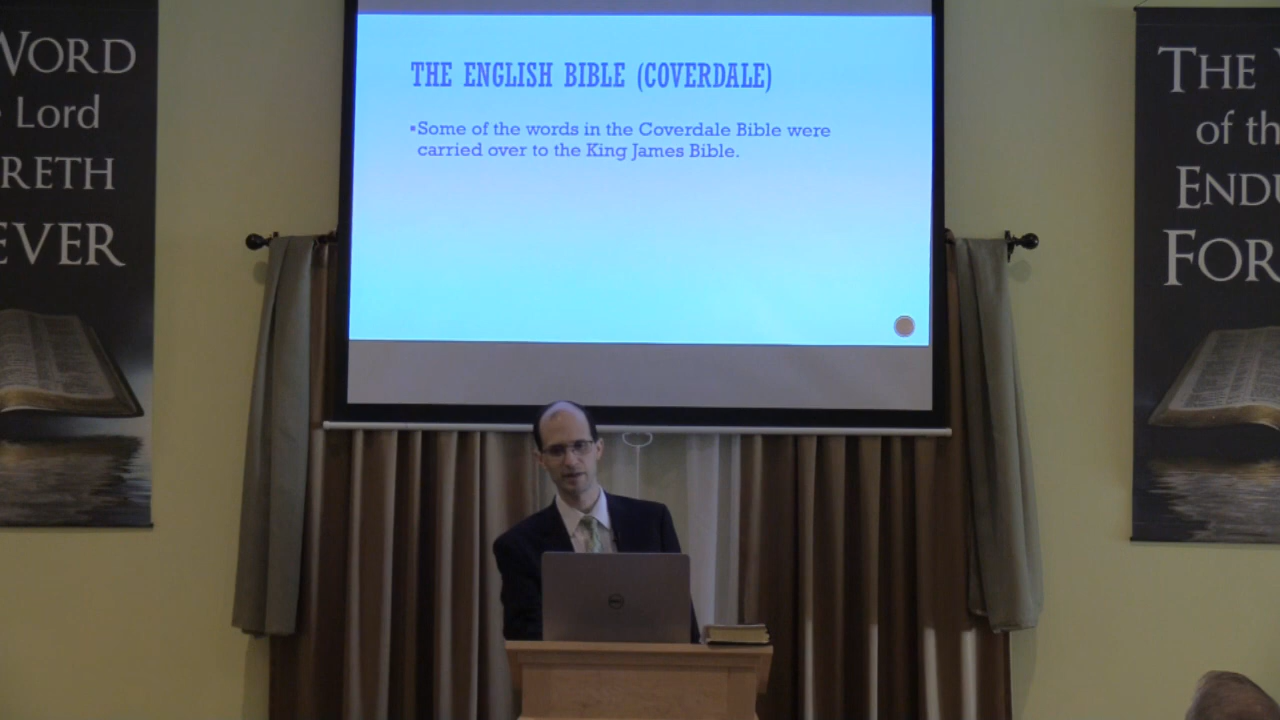 WORD
Lord
RETH
EVER
THE ENGLISH BIBLE (COVERDALE)
▪Some of the words in the Coverdale Bible were
carried over to the King James Bible.
THE
of th
ENDU
FOR
DELL